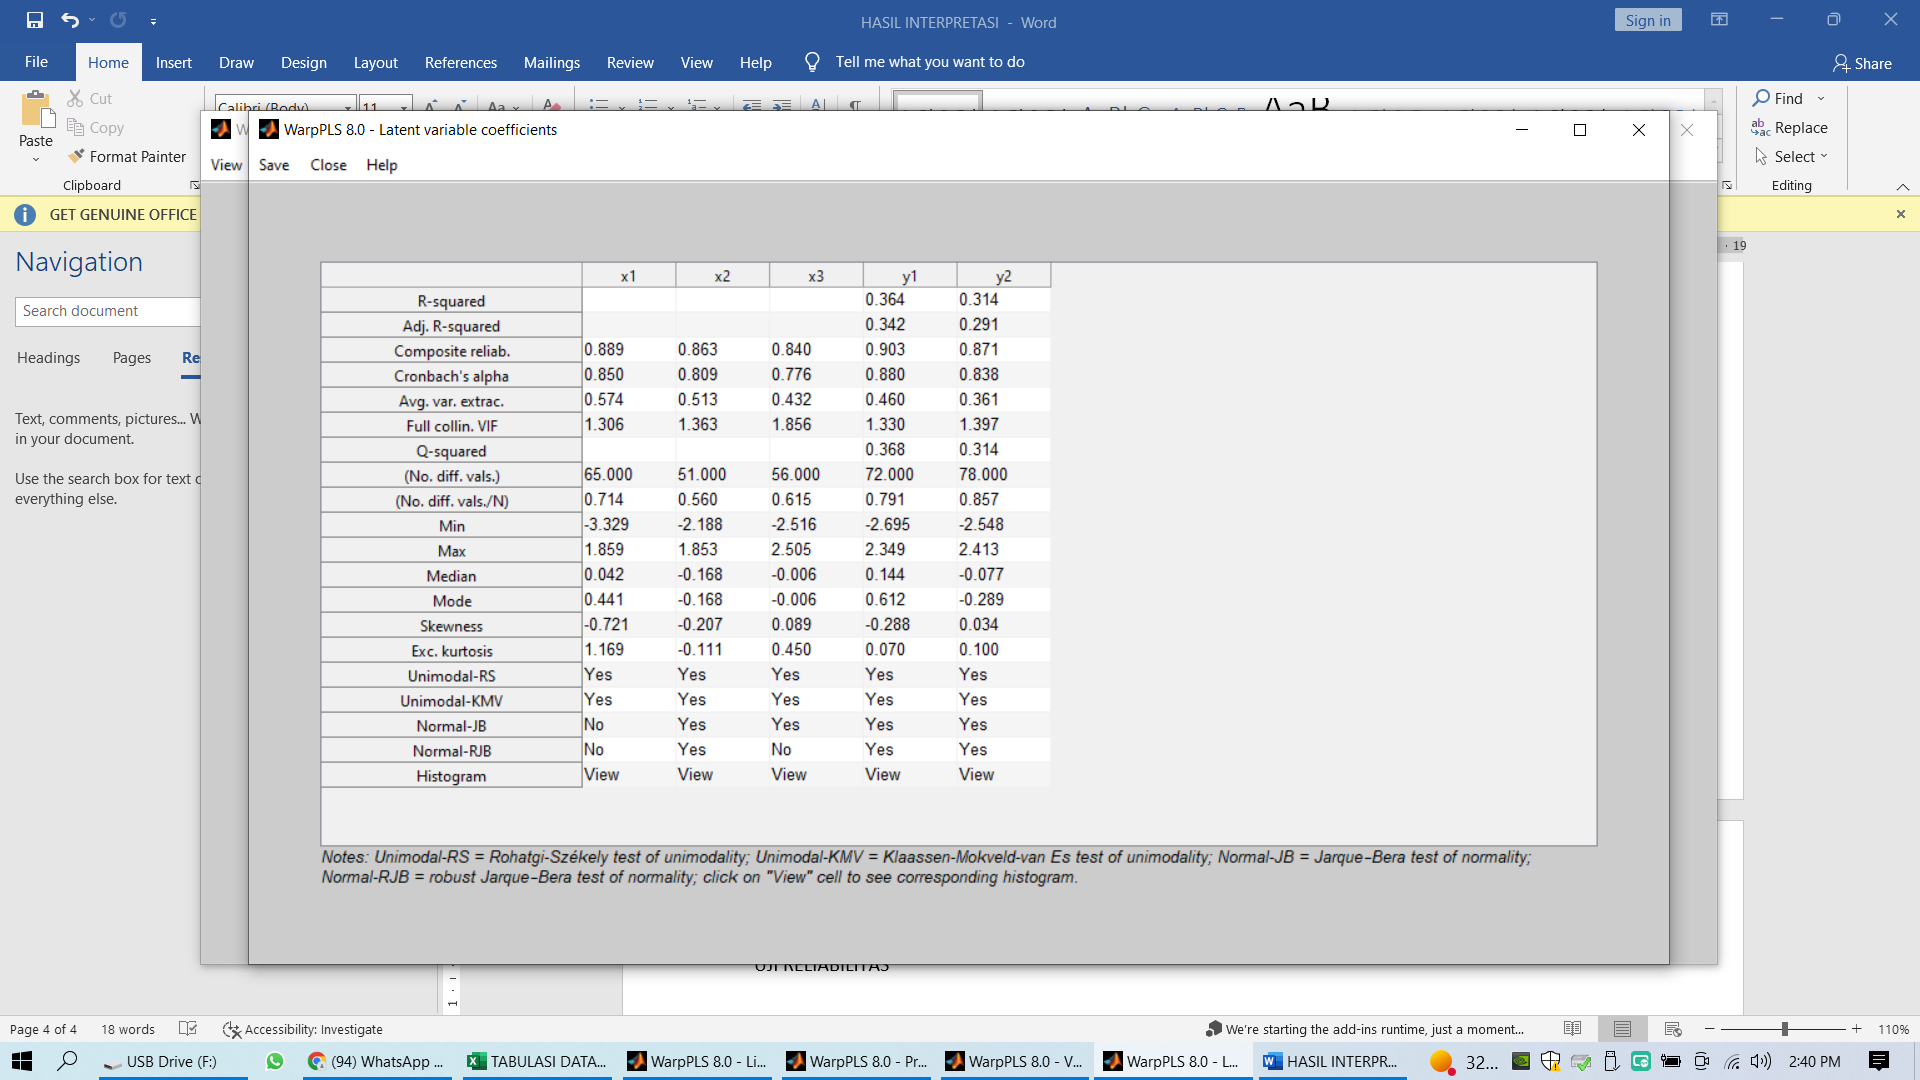 HASIL INTERPRETASI - Word
Sign in
File Home Insert Draw Design Layout References Mailings Review View Help Tell me what you want to do Share
Cut
Copy
Format Painter
Paste
Clipboard
Calibri (Body) 11
Find
Replace
Select
Editing
GET GENUINE OFFICE
WarpPLS 8.0 - Latent variable coefficients
View Save Close Help
Navigation
Search document
Headings Pages Re
Text, comments, pictures... W
in your document.
Use the search box for text o
everything else.
19
x1 x2 x3 y1 y2
R-squared 0.364 0.314
Adj. R-squared 0.342 0.291
Composite reliab. 0.889 0.863 0.840 0.903 0.871
Cronbach's alpha 0.850 0.809 0.776 0.880 0.838
Avg. var. extrac. 0.574 0.513 0.432 0.460 0.361
Full collin. VIF 1.306 1.363 1.856 1.330 1.397
Q-squared 0.368 0.314
(No. diff. vals.) 65.000 51.000 56.000 72.000 78.000
(No. diff. vals./N) 0.714 0.560 0.615 0.791 0.857
Min -3.329 -2.188 -2.516 -2.695 -2.548
Max 1.859 1.853 2.505 2.349 2.413
Median 0.042 -0.168 -0.006 0.144 -0.077
Mode 0.441 -0.168 -0.006 0.612 -0.289
Skewness -0.721 -0.207 0.089 -0.288 0.034
Exc. kurtosis 1.169 -0.111 0.450 0.070 0.100
Unimodal-RS Yes Yes Yes Yes Yes
Unimodal-KMV Yes Yes Yes Yes Yes
Normal-JB No Yes Yes Yes Yes
Normal-RJB No Yes No Yes Yes
Histogram View View View View View
Notes: Unimodal-RS = Rohatgi-Székely test of unimodality; Unimodal-KMV = Klaassen-Mokveld-van Es test of unimodality; Normal-JB = Jarque–Bera test of normality;
Normal-RJB = robust Jarque–Bera test of normality; click on "View" cell to see corresponding histogram.
UJI RELIABILITAS
Page 4 of 4 18 words Accessibility: Investigate We're starting the add-ins runtime, just a moment... 110%
USB Drive (F:) (94) WhatsApp ... TABULASI DATA... WarpPLS 8.0 - Li... WarpPLS 8.0 - Pr... WarpPLS 8.0 - V... WarpPLS 8.0 - L... HASIL INTERPR... 32... 2:40 PM